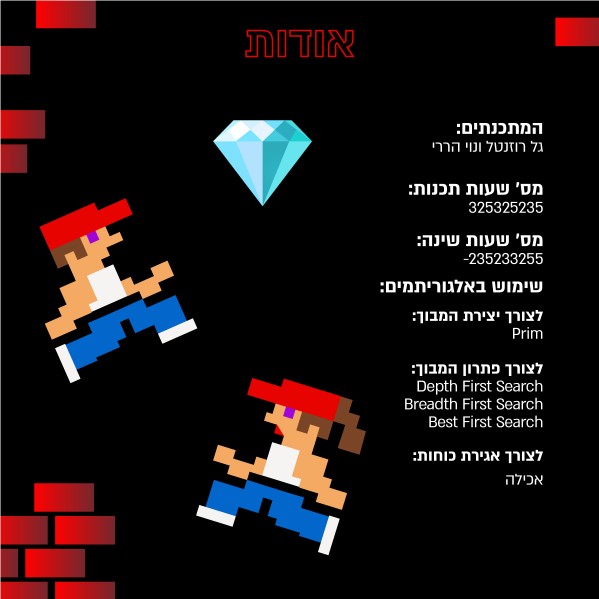 אודות
המתכנתים:
גל רוזנטל ונוי הררי
מס' שעות תכנות:
325325235
מס' שעות שינה:
-235233255
שימוש באלגוריתמים:
לצורך יצירת המבוך:
Prim
לצורך פתרון המבוך:
Depth First Search
Breadth First Search
Best First Search
לצורך אגירת כוחות:
אכילה